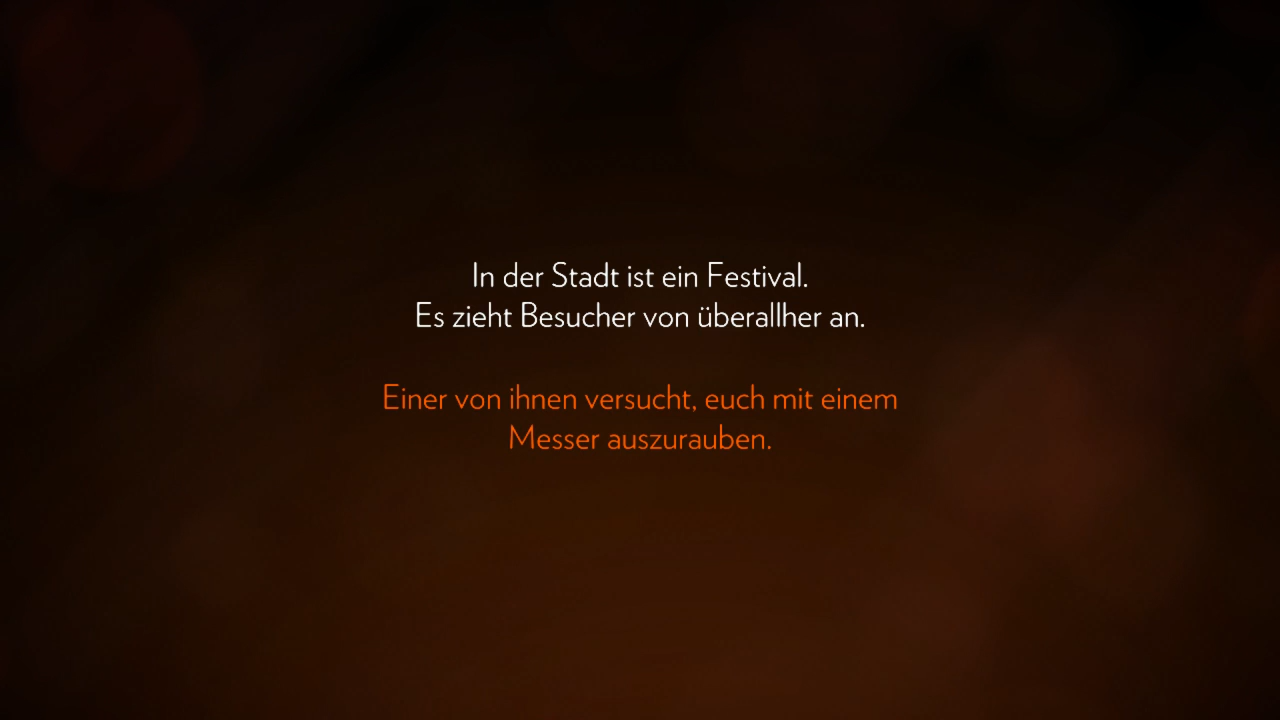 In der Stadt ist ein Festival.
Es zieht Besucher von überallher an.
Einer von ihnen versucht, euch mit einem
Messer auszurauben.